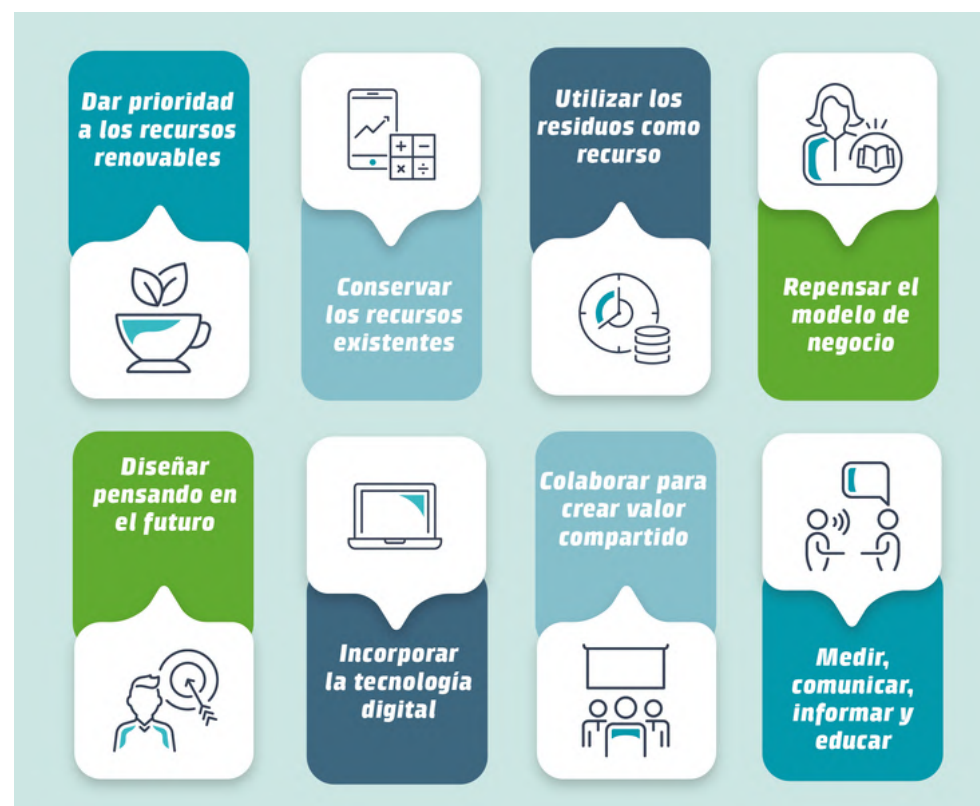 Dar prioridad
a los recursos
renovables
Conservar
los recursos
existentes
Utilizar los
residuos como
recurso
Repensar el
modelo de
negocio
Diseñar
pensando en
el futuro
Incorporar
la tecnología
digital
Colaborar para
crear valor
compartido
Medir,
comunicar,
informar y
educar